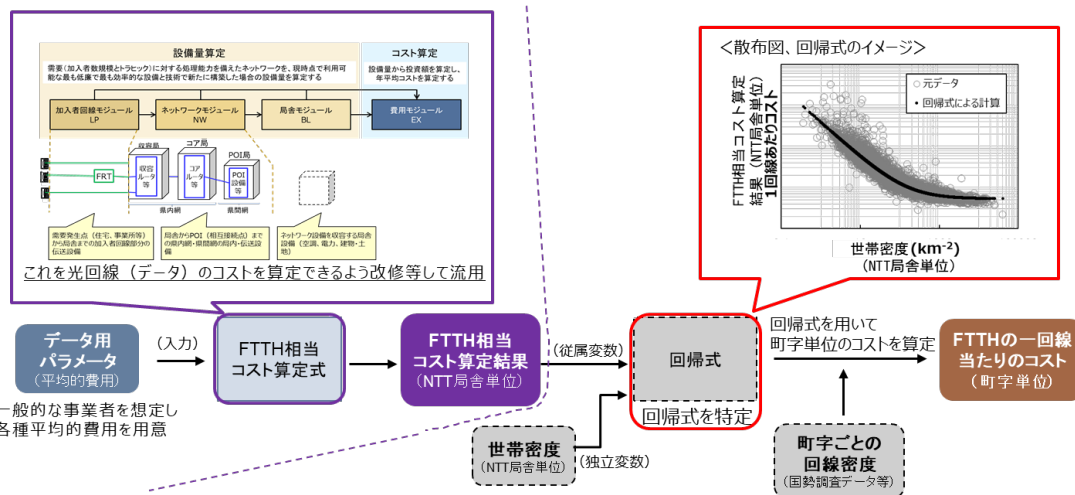 設備量算定
需要(加入者数規模とトラヒック)に対する処理能力を備えたネットワークを、現時点で利用可
能な最も低廉で最も効率的な設備と技術で新たに構築した場合の設備量を算定する
コスト算定
設備量から投資額を算定し、
年平均コストを算定する
加入者回線モジュール
LP
ネットワークモジュール
NW
局舎モジュール
BL
費用モジュール
EX
収容局
コア局
POI局
FRT
収容
ルータ
等
コア
ルータ
等
POI
設備
等
県内網
県間網
需要発生点(住宅、事業所等)
から局舎までの加入者回線部分の
伝送設備
局舎からPOI(相互接続点)まで
の県内網・県間網の局内・伝送設
備
ネットワーク設備を収容する局舎
設備(空調、電力、建物・土
地)
これを光回線(データ)のコストを算定できるよう改修等して流用
<散布図、回帰式のイメージ>
元データ
回帰式による計算
FTTH相当コスト算定
結果(NTT局舎単位)
1回線あたりコスト
世帯密度(km⁻²)
(NTT局舎単位)
データ用
パラメータ
(平均的費用)
(入力)
FTTH相当
コスト算定式
FTTH相当
コスト算定結果
(NTT局舎単位)
(従属変数)
回帰式
回帰式を特定
回帰式を用いて
町字単位のコストを算定
FTTHの一回線
当たりのコスト
(町字単位)
一般的な事業者を想定し
各種平均的費用を用意
世帯密度
(NTT局舎単位)
(独立変数)
町字ごとの
回線密度
(国勢調査データ等)